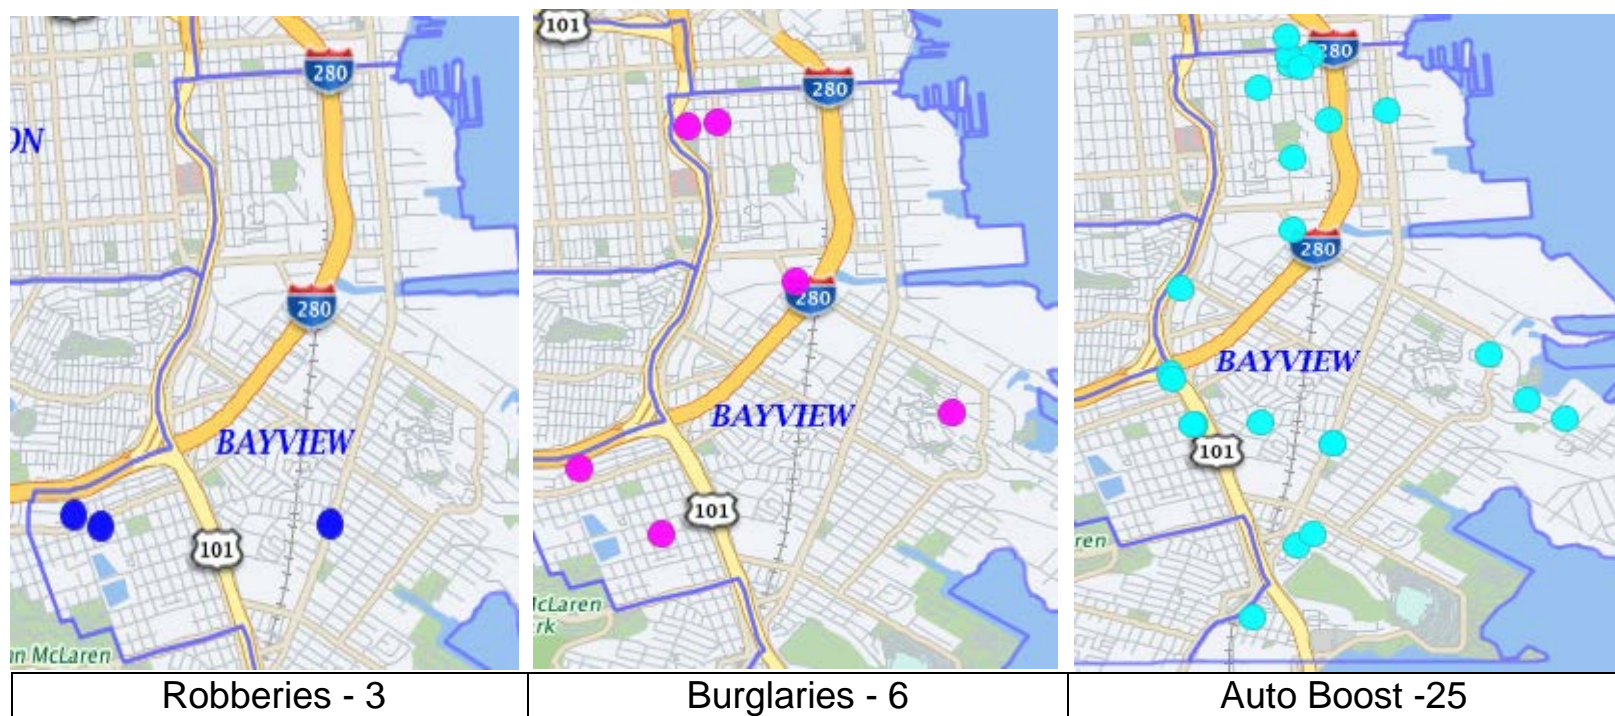 280
280
BAYVIEW
101
ON
nn McLaren
Robberies - 3
101
280
280
BAYVIEW
101
McLaren
rk
Burglaries - 6
280
280
BAYVIEW
101
ren
Auto Boost -25